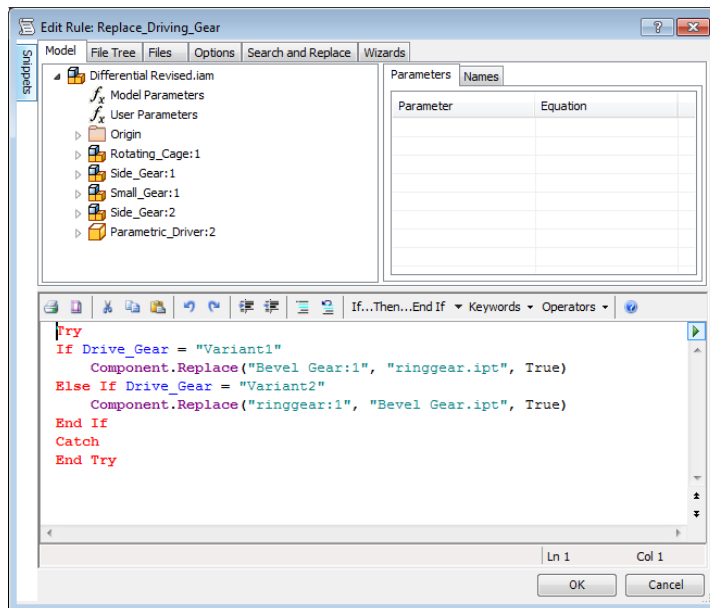 Edit Rule: Replace_Driving_Gear
Snippets
Model File Tree Files Options Search and Replace Wizards
Differential Revised.iam
fx Model Parameters
fx User Parameters
Origin
Rotating_Cage:1
Side_Gear:1
Small_Gear:1
Side_Gear:2
Parametric_Driver:2
Parameters Names
Parameter Equation
If...Then...End If Keywords Operators
Try
If Drive_Gear = "Variant1"
Component.Replace("Bevel Gear:1", "ringgear.ipt", True)
Else If Drive_Gear = "Variant2"
Component.Replace("ringgear:1", "Bevel Gear.ipt", True)
End If
Catch
End Try
Ln 1 Col 1
OK Cancel